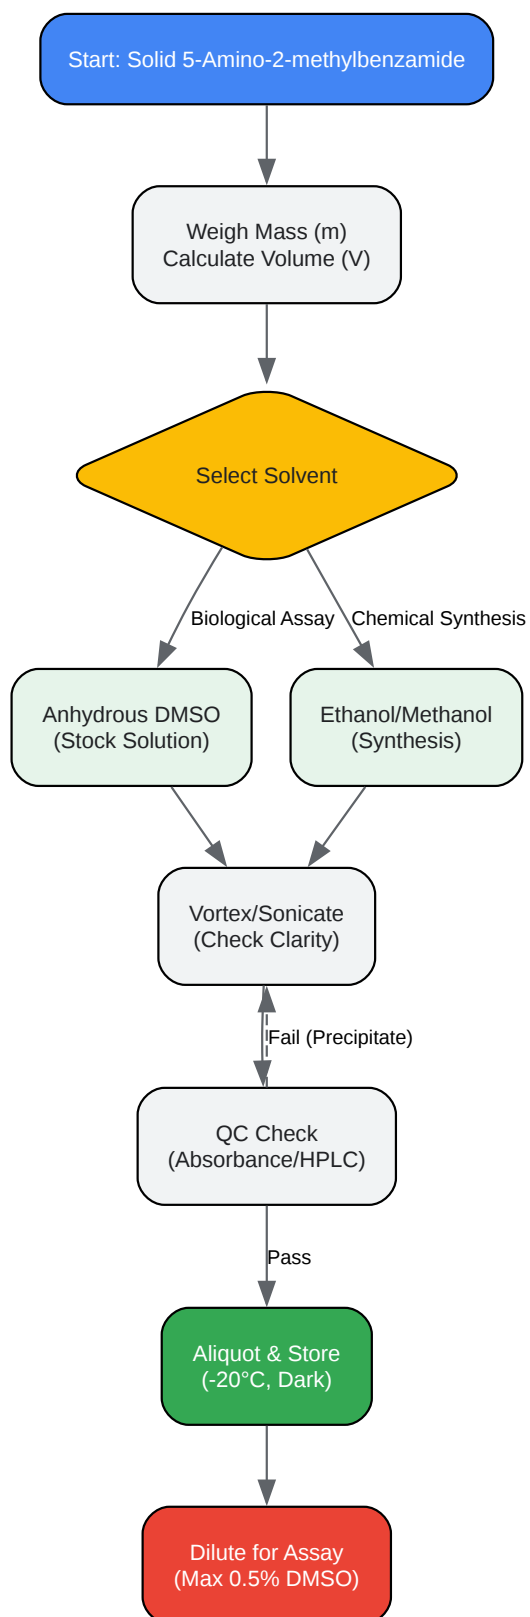 Start: Solid 5-Amino-2-methylbenzamide
Weigh Mass (m)
Calculate Volume (V)
Select Solvent
Biological Assay
Chemical Synthesis
Anhydrous DMSO
(Stock Solution)
Ethanol/Methanol
(Synthesis)
Vortex/Sonicate
(Check Clarity)
Fail (Precipitate)
QC Check
(Absorbance/HPLC)
Pass
Aliquot & Store
(-20°C, Dark)
Dilute for Assay
(Max 0.5% DMSO)